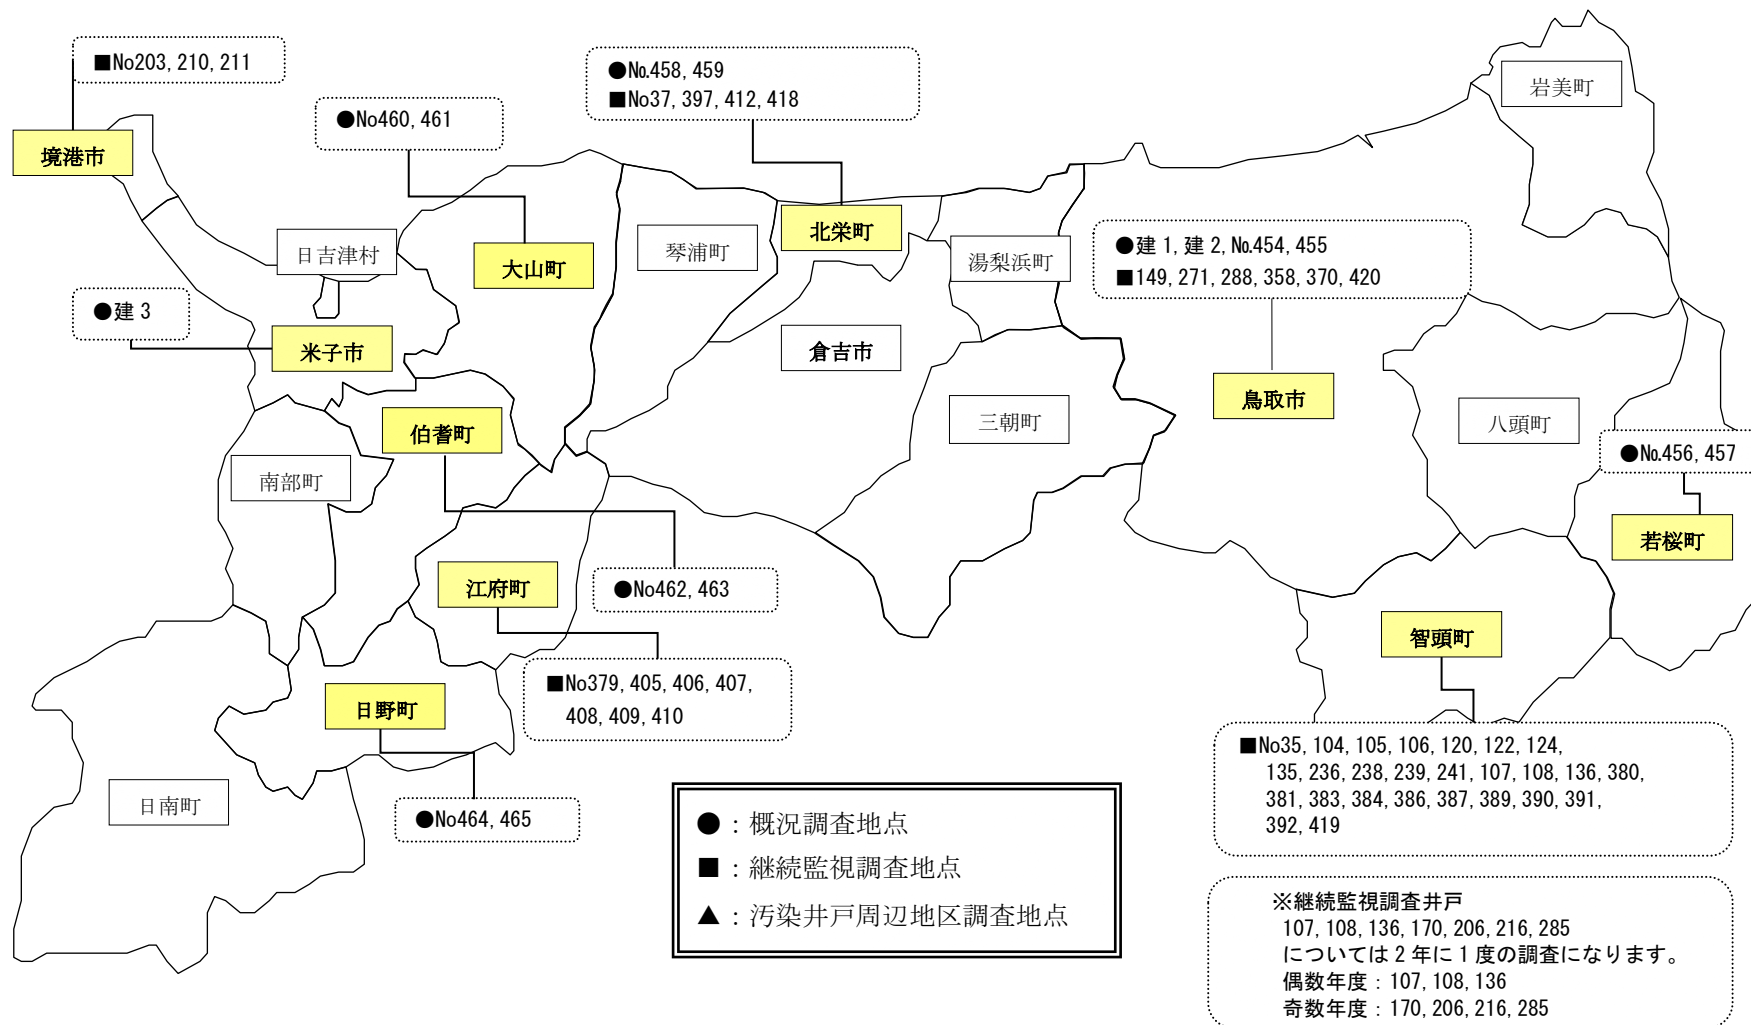 ■No203, 210, 211
境港市
●No460, 461
●№458, 459
■No37, 397, 412, 418
岩美町
日吉津村
大山町
琴浦町
北栄町
湯梨浜町
●建1, 建2, №454, 455
■149, 271, 288, 358, 370, 420
●建3
米子市
倉吉市
鳥取市
伯耆町
三朝町
八頭町
●№456, 457
南部町
若桜町
江府町
●No462, 463
智頭町
■No379, 405, 406, 407,
408, 409, 410
日野町
■No35, 104, 105, 106, 120, 122, 124,
135, 236, 238, 239, 241, 107, 108, 136, 380,
381, 383, 384, 386, 387, 389, 390, 391,
392, 419
日南町
●No464, 465
●：概況調査地点
■：継続監視調査地点
▲：汚染井戸周辺地区調査地点
※継続監視調査井戸
107, 108, 136, 170, 206, 216, 285
については2年に1度の調査になります。
偶数年度：107, 108, 136
奇数年度：170, 206, 216, 285